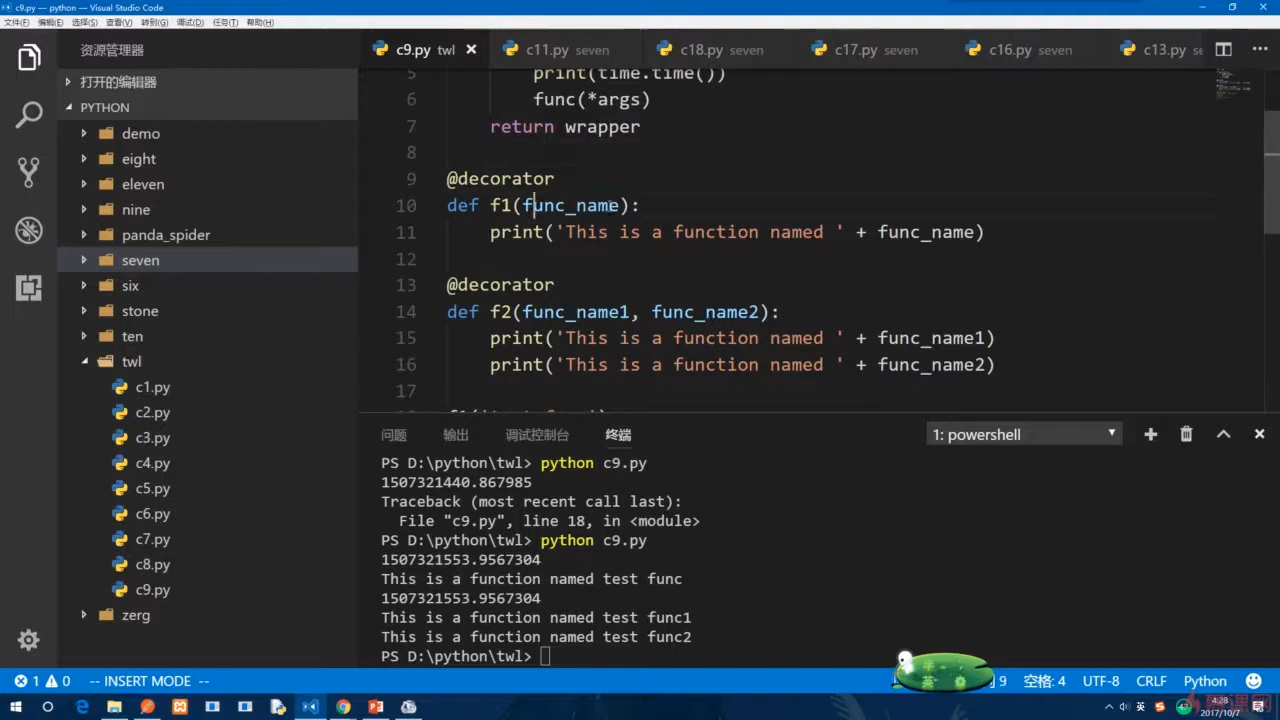 c9.py — python — Visual Studio Code
文件(F) 编辑(E) 选择(S) 查看(V) 转到(G) 调试(D) 任务(T) 帮助(H)
资源管理器
打开的编辑器
PYTHON
demo
eight
eleven
nine
panda_spider
seven
six
stone
ten
twl
c1.py
c2.py
c3.py
c4.py
c5.py
c6.py
c7.py
c8.py
c9.py
zerg
c9.py twl c11.py seven c18.py seven c17.py seven c16.py seven c13.py se
5 print(time.time())
6 func(*args)
7 return wrapper
8
9 @decorator
10 def f1(func_name):
11 print('This is a function named ' + func_name)
12
13 @decorator
14 def f2(func_name1, func_name2):
15 print('This is a function named ' + func_name1)
16 print('This is a function named ' + func_name2)
17
问题 输出 调试控制台 终端 1: powershell
PS D:\python\twl> python c9.py
1507321440.867985
Traceback (most recent call last):
File "c9.py", line 18, in <module>
PS D:\python\twl> python c9.py
1507321553.9567304
This is a function named test func
1507321553.9567304
This is a function named test func1
This is a function named test func2
PS D:\python\twl>
1 0 -- INSERT MODE -- 9 空格: 4 UTF-8 CRLF Python
半
英
英
4:28
2017/10/7